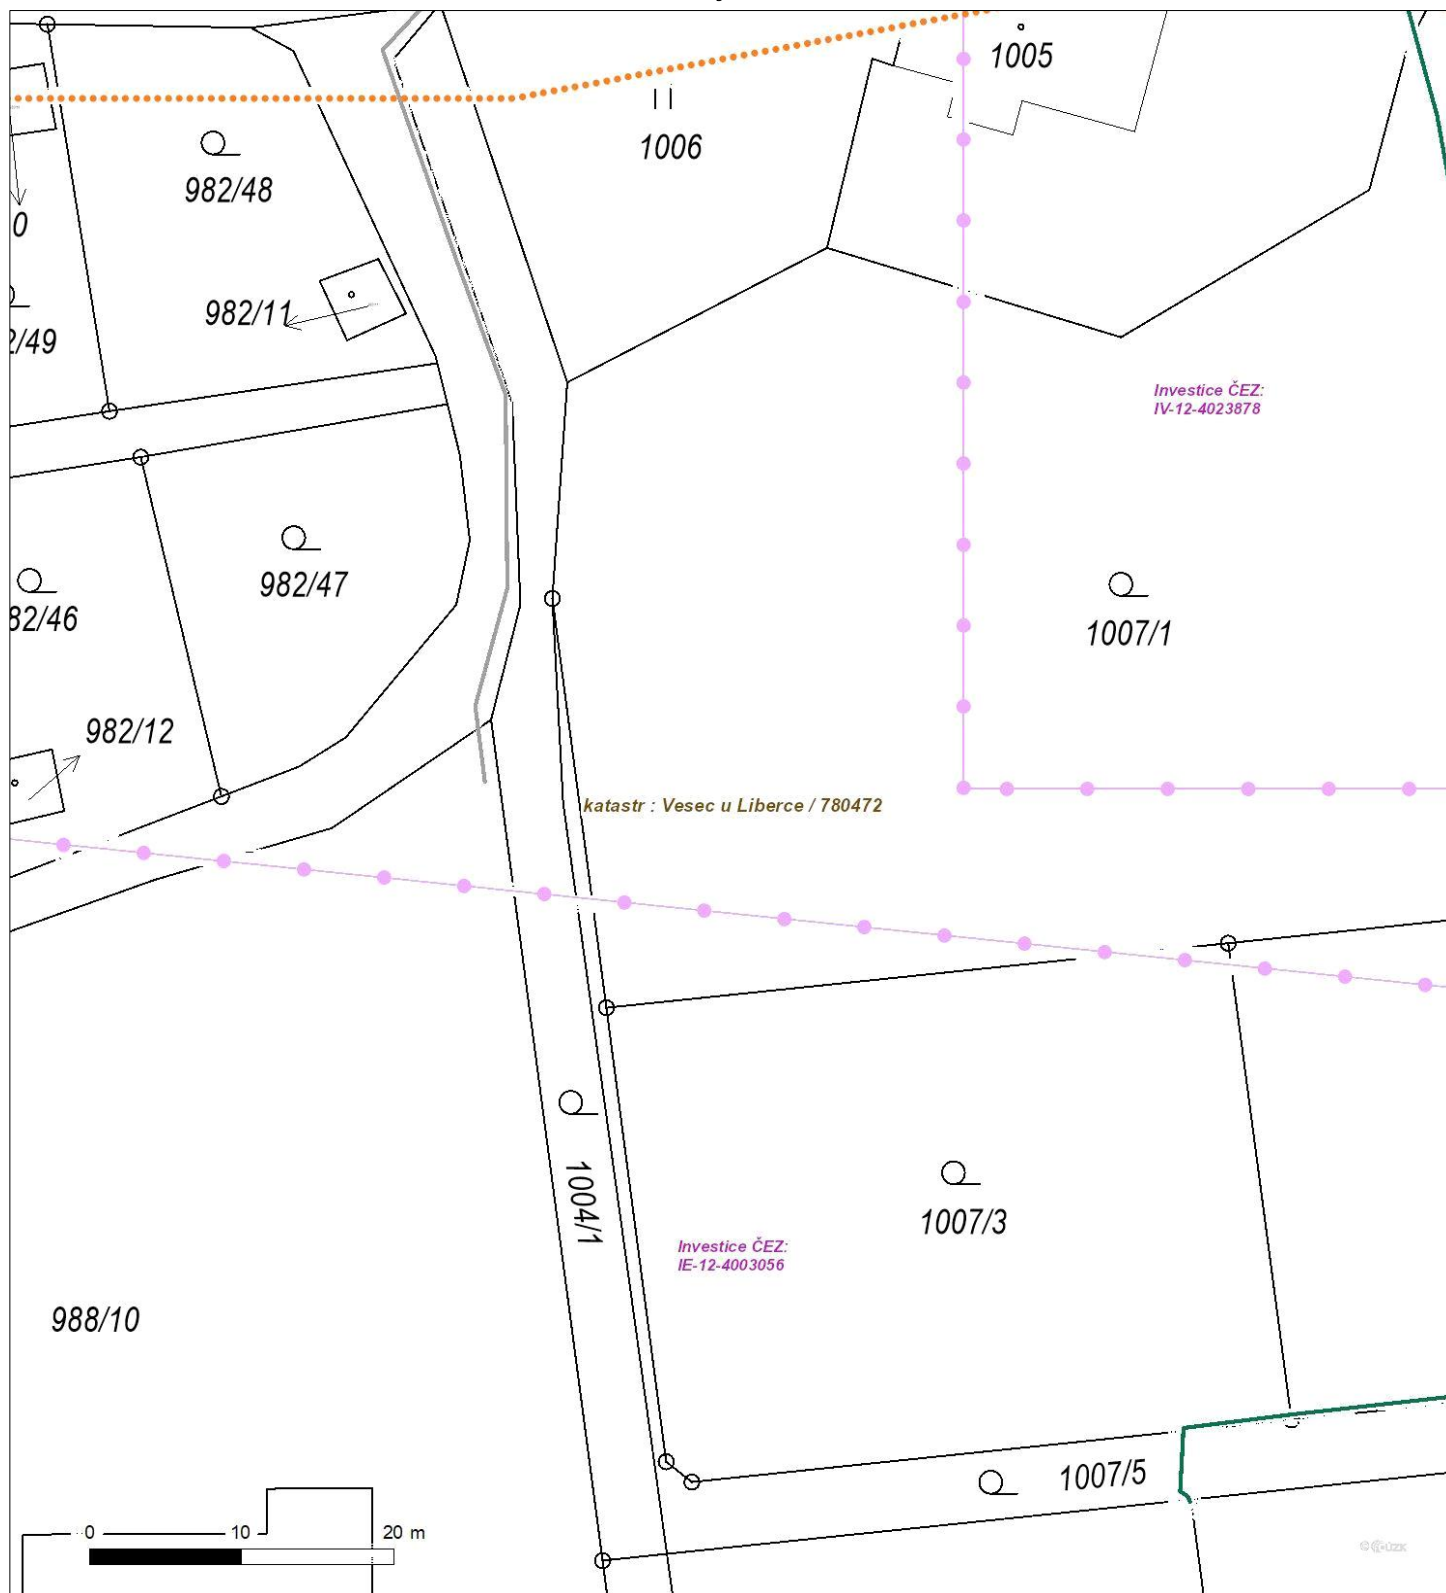 1005
1006
982/48
0
982/11
2/49
Investice ČEZ:
IV-12-4023878
982/47
82/46
1007/1
982/12
katastr : Vesec u Liberce / 780472
1004/1
1007/3
Investice ČEZ:
IE-12-4003056
988/10
1007/5
0 10 20 m